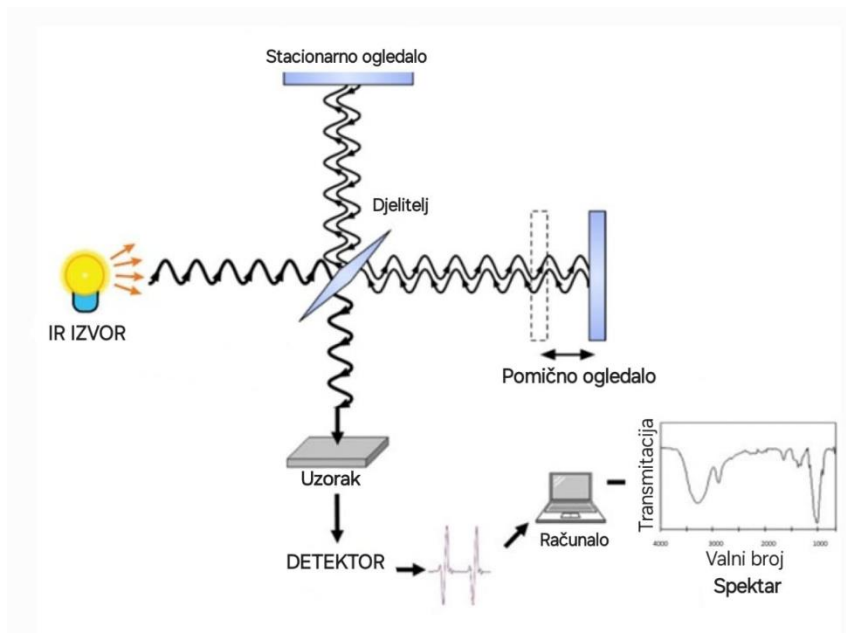 Stacionarno ogledalo
Djelitelj
IR IZVOR
Pomično ogledalo
Uzorak
DETEKTOR
Računalo
Transmitacija
4000 3000 2000 1000
Valni broj
Spektar